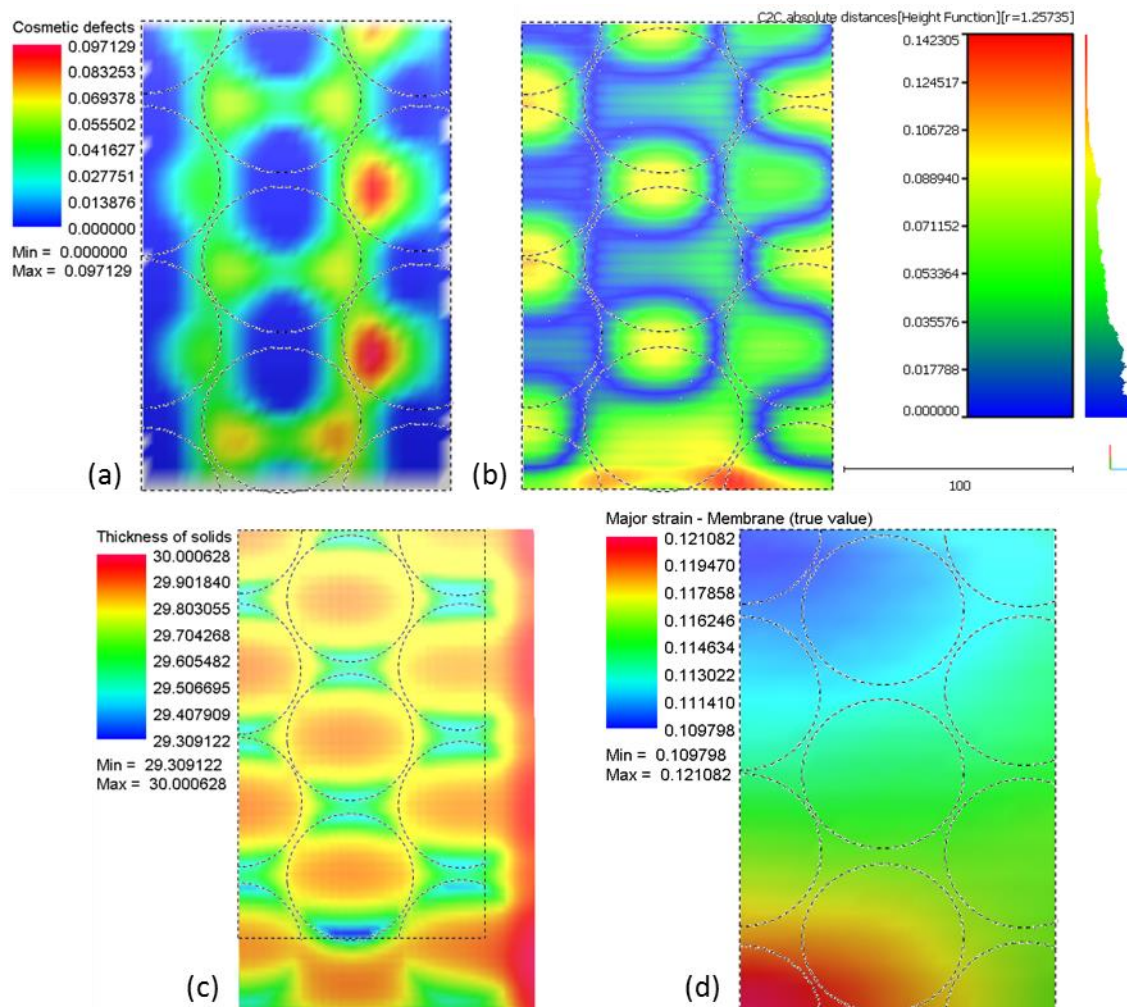 Cosmetic defects
0.097129
0.083253
0.069378
0.055502
0.041627
0.027751
0.013876
0.000000
Min = 0.000000
Max = 0.097129
(a)
(b)
C2C absolute distances[Height Function][r=1.25735]
0.142305
0.124517
0.106728
0.088940
0.071152
0.053364
0.035576
0.017788
0.000000
100
Thickness of solids
30.000628
29.901840
29.803055
29.704268
29.605482
29.506695
29.407909
29.309122
Min = 29.309122
Max = 30.000628
(c)
Major strain - Membrane (true value)
0.121082
0.119470
0.117858
0.116246
0.114634
0.113022
0.111410
0.109798
Min = 0.109798
Max = 0.121082
(d)